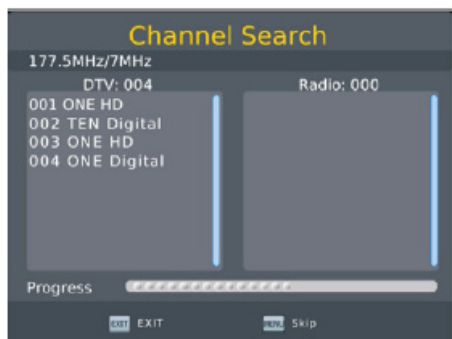 Channel Search
177.5MHz/7MHz
DTV: 004
Radio: 000
001 ONE HD
002 TEN Digital
003 ONE HD
004 ONE Digital
Progress
EXIT EXIT
MENU Skip